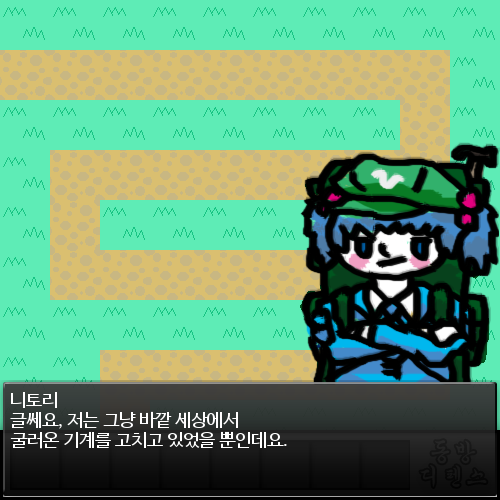 니토리
글쎄요, 저는 그냥 바깥 세상에서
굴러온 기계를 고치고 있었을 뿐인데요.
동방
디펜스